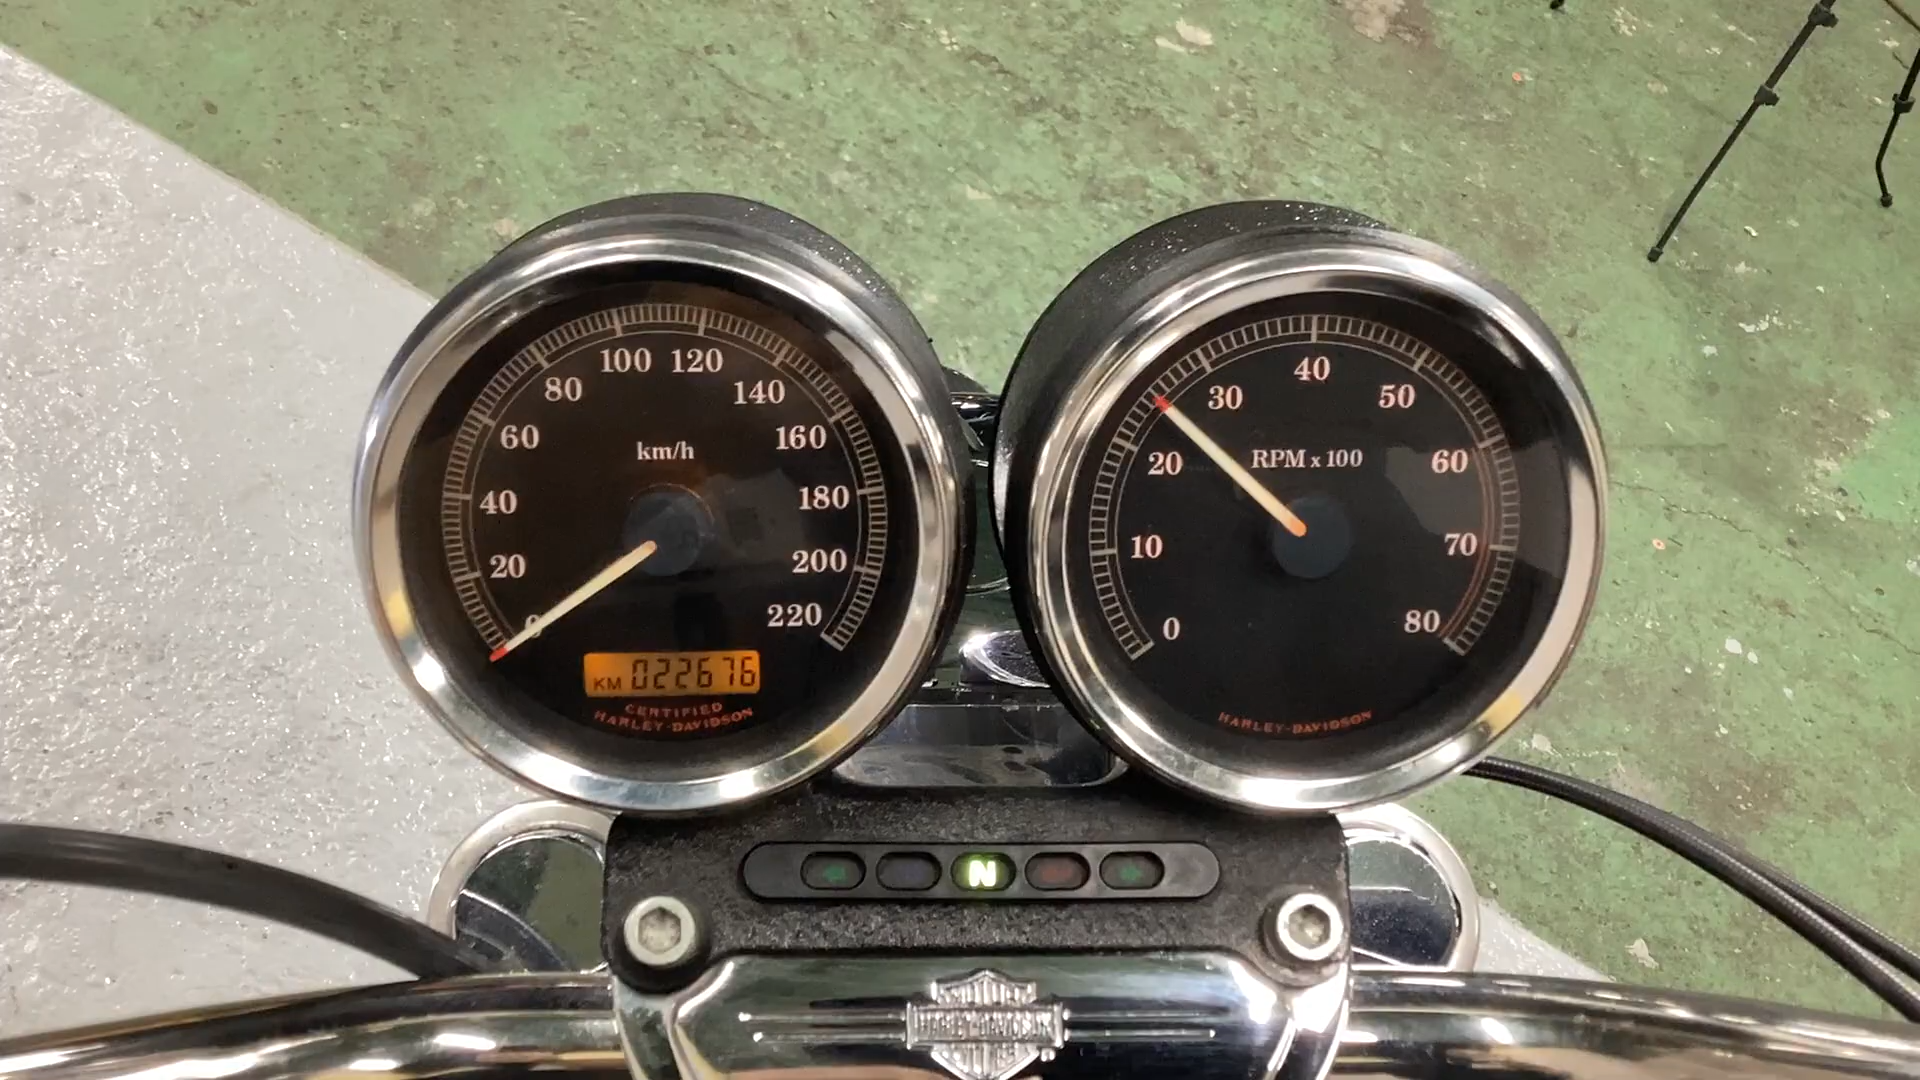 100 120
80 140
60 160
km/h
40 180
20 200
0 220
KM 022676
CERTIFIED
HARLEY-DAVIDSON
40
30 50
20 60
RPM x 100
10 70
0 80
HARLEY-DAVIDSON
N
HARLEY-DAVIDSON